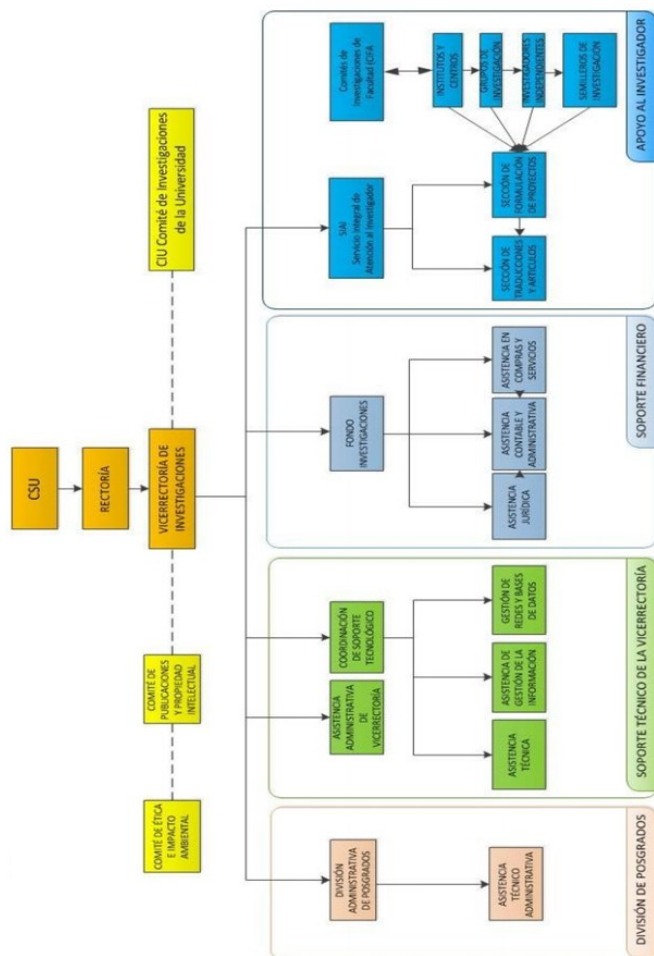 CSU
RECTORÍA
VICERRECTORÍA DE
INVESTIGACIONES
COMITÉ DE ÉTICA
E IMPACTO
AMBIENTAL
COMITÉ DE
PUBLICACIONES
Y PROPIEDAD
INTELECTUAL
CIU Comité de Investigaciones
de la Universidad
DIVISIÓN
ADMINISTRATIVA
DE POSGRADOS
ASISTENCIA
TÉCNICO
ADMINISTRATIVA
DIVISIÓN DE POSGRADOS
ASISTENCIA
ADMINISTRATIVA
DE
VICERRECTORÍA
COORDINACIÓN
DE SOPORTE
TECNOLÓGICO
ASISTENCIA
TÉCNICA
ASISTENCIA DE
GESTIÓN DE LA
INFORMACIÓN
GESTIÓN DE
REDES Y BASES
DE DATOS
SOPORTE TÉCNICO DE LA VICERRECTORÍA
FONDO
INVESTIGACIONES
ASISTENCIA
JURÍDICA
ASISTENCIA
CONTABLE Y
ADMINISTRATIVA
ASISTENCIA EN
COMPRAS Y
SERVICIOS
SOPORTE FINANCIERO
SIAI
Servicio Integral de
Atención al Investigador
SECCIÓN DE
TRADUCCIONES
Y ARTICULOS
SECCIÓN DE
FORMULACIÓN
DE PROYECTOS
Comités de
Investigaciones de
Facultad (CIFA
INSTITUTOS Y
CENTROS
GRUPOS DE
INVESTIGACIÓN
INVESTIGADORES
INDEPENDIENTES
SEMILLEROS DE
INVESTIGACIÓN
APOYO AL INVESTIGADOR